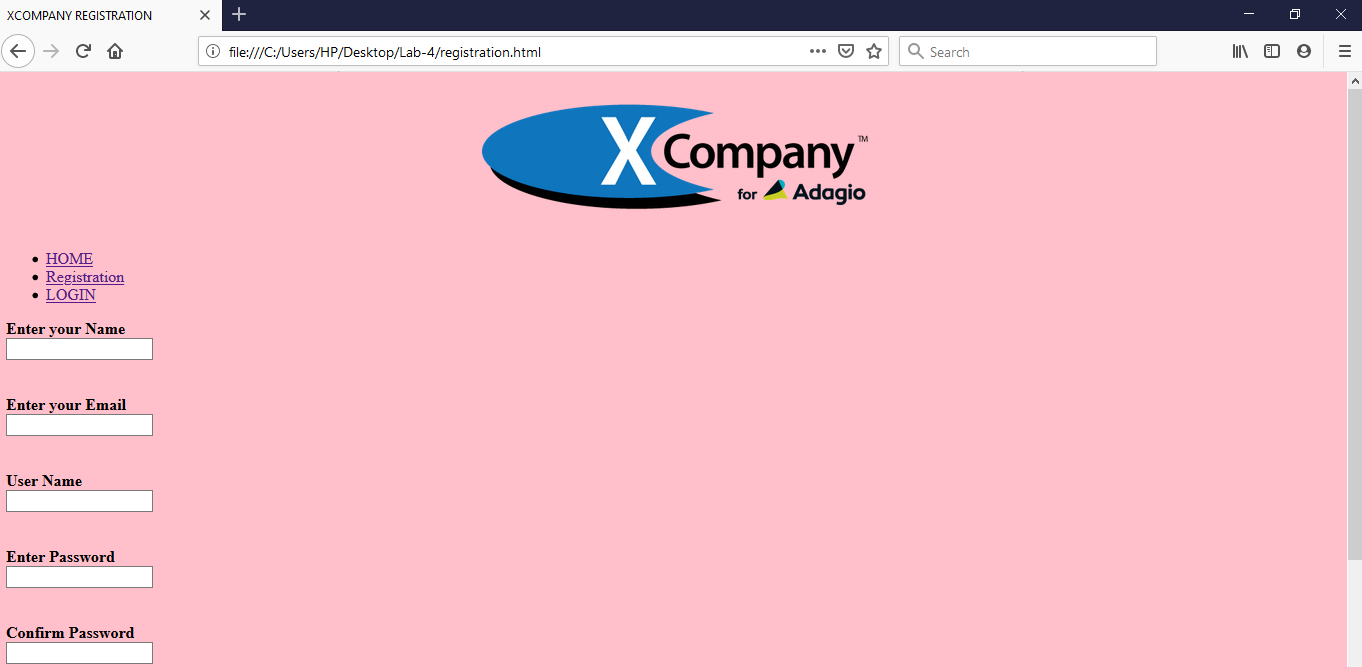 XCOMPANY REGISTRATION
file:///C:/Users/HP/Desktop/Lab-4/registration.html
Search
X Company™
for Adagio
HOME
Registration
LOGIN
Enter your Name
Enter your Email
User Name
Enter Password
Confirm Password